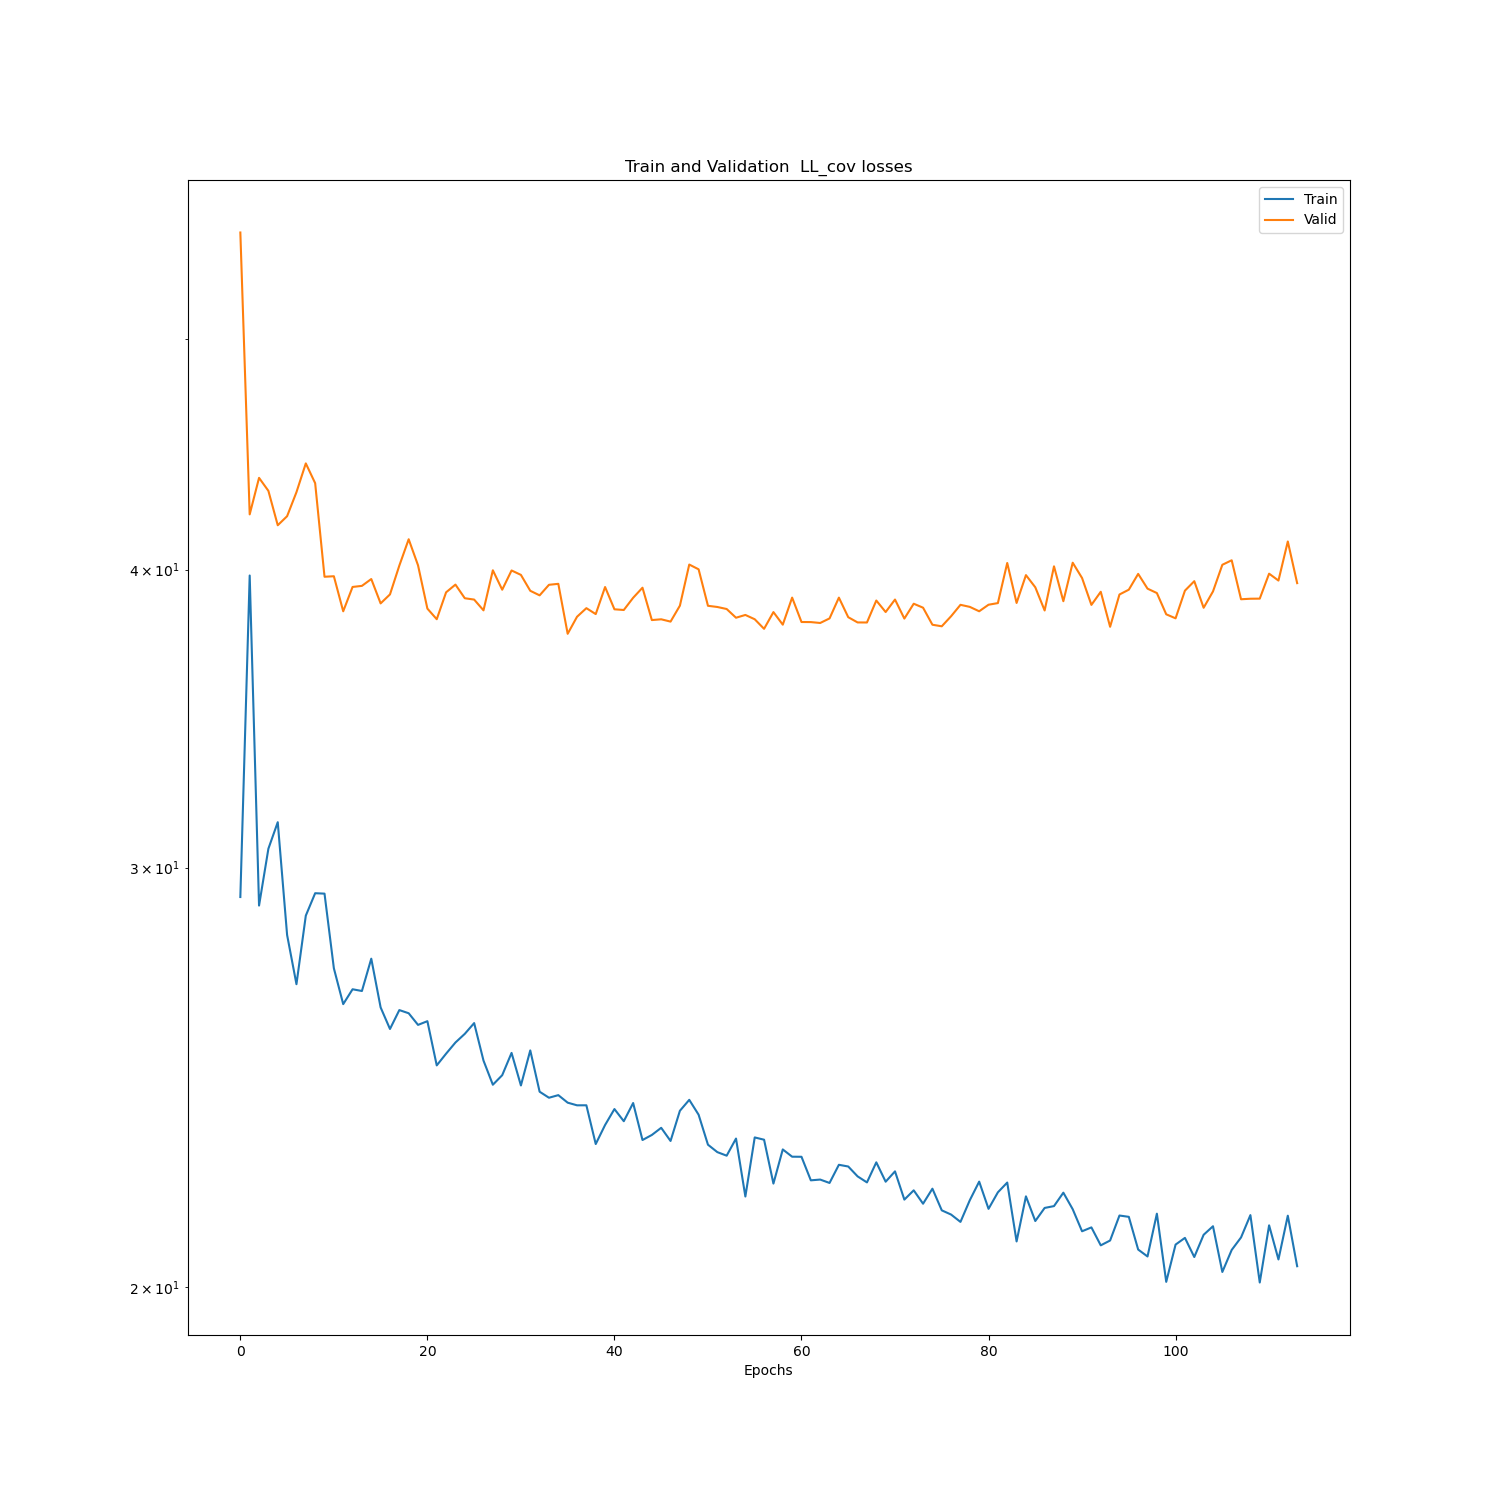 Train and Validation  LL_cov losses
Train
Valid
4 × 10¹
3 × 10¹
2 × 10¹
0 20 40 60 80 100
Epochs